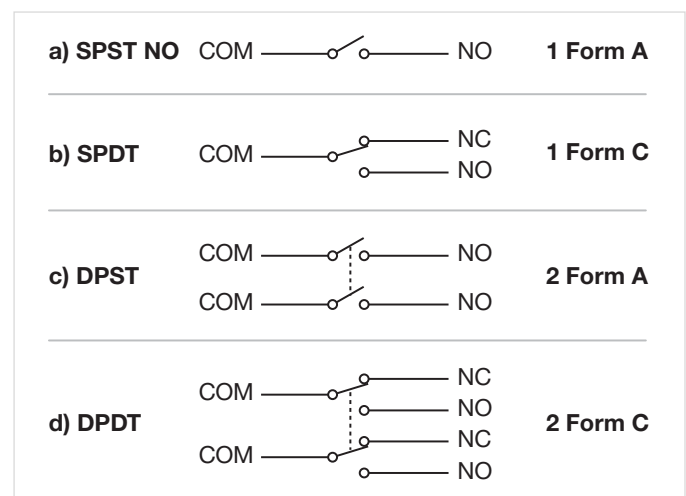 a) SPST NO COM NO 1 Form A
b) SPDT COM NC NO 1 Form C
c) DPST COM NO COM NO 2 Form A
d) DPDT COM NC NO COM NC NO 2 Form C